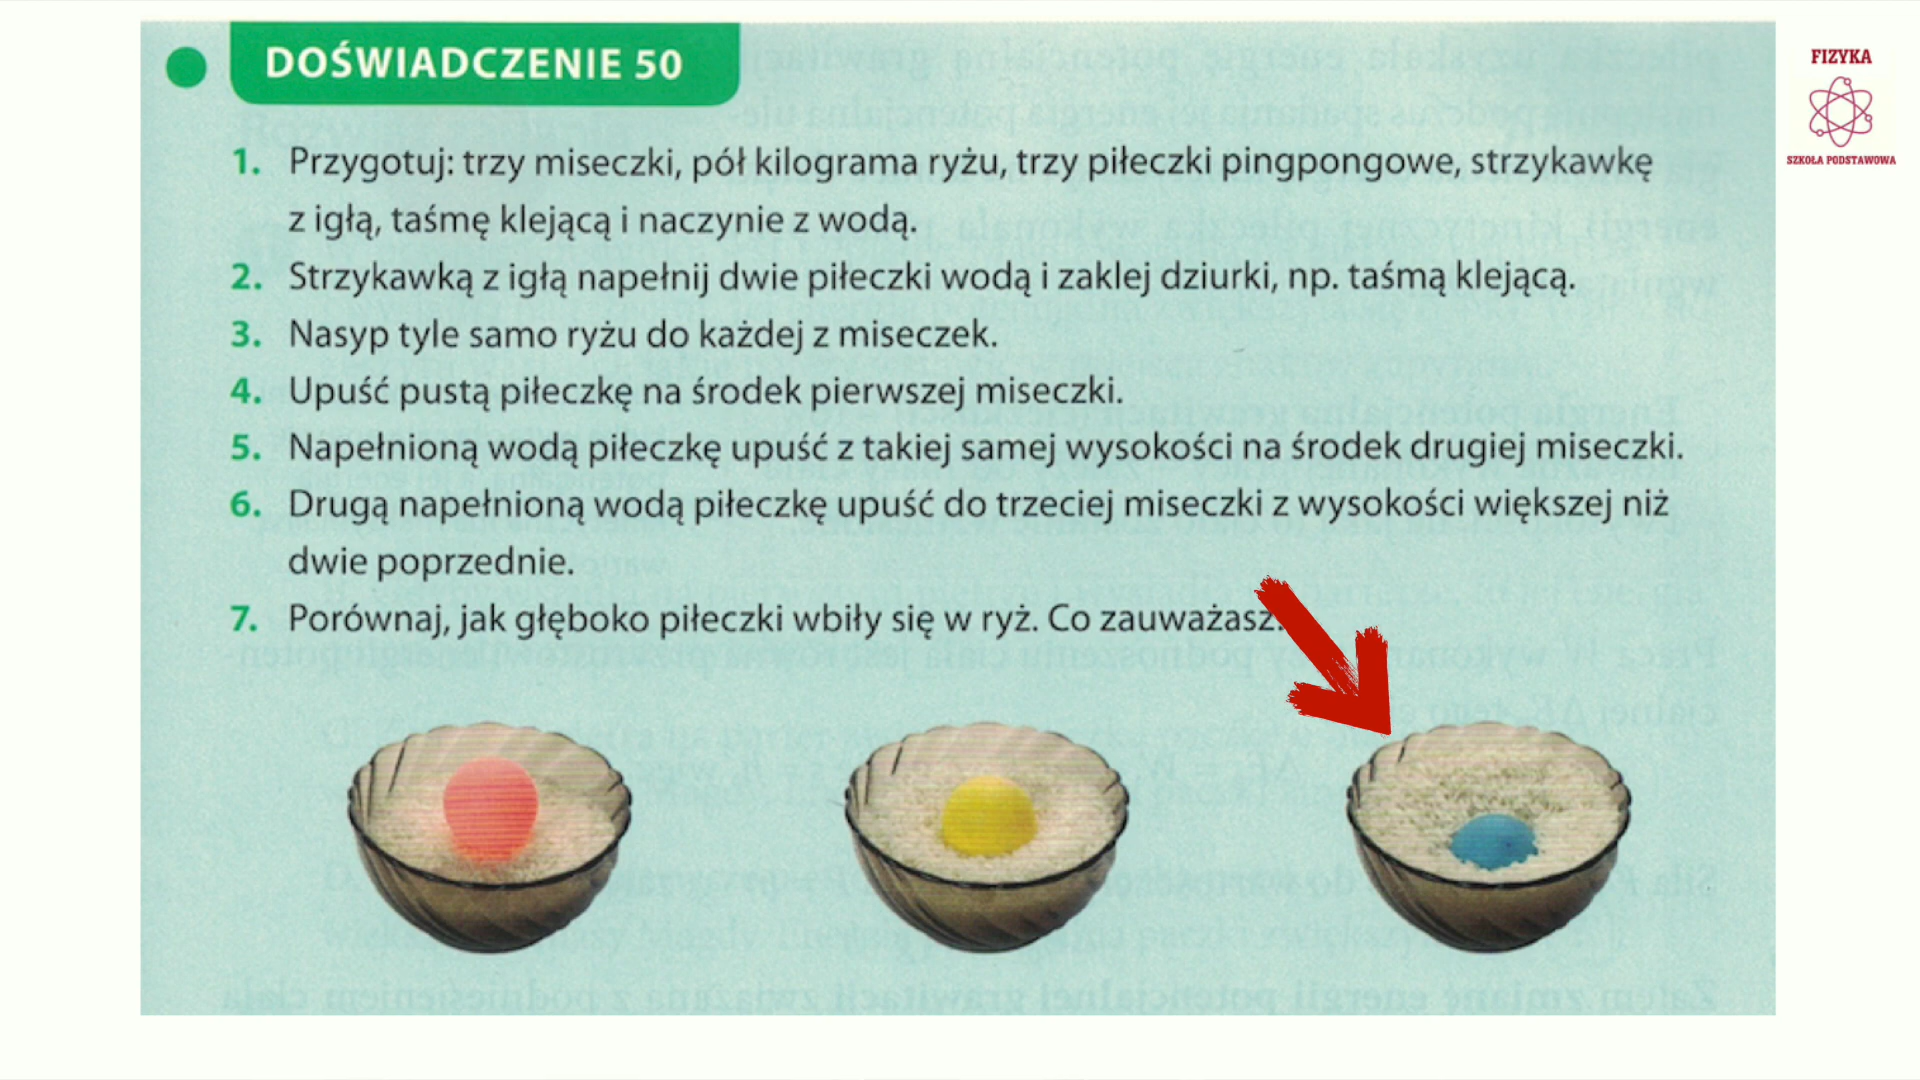 DOŚWIADCZENIE 50
FIZYKA
SZKOŁA PODSTAWOWA
1. Przygotuj: trzy miseczki, pół kilograma ryżu, trzy piłeczki pingpongowe, strzykawkę
z igłą, taśmę klejącą i naczynie z wodą.
2. Strzykawką z igłą napełnij dwie piłeczki wodą i zaklej dziurki, np. taśmą klejącą.
3. Nasyp tyle samo ryżu do każdej z miseczek.
4. Upuść pustą piłeczkę na środek pierwszej miseczki.
5. Napełnioną wodą piłeczkę upuść z takiej samej wysokości na środek drugiej miseczki.
6. Drugą napełnioną wodą piłeczkę upuść do trzeciej miseczki z wysokości większej niż
dwie poprzednie.
7. Porównaj, jak głęboko piłeczki wbiły się w ryż. Co zauważasz?